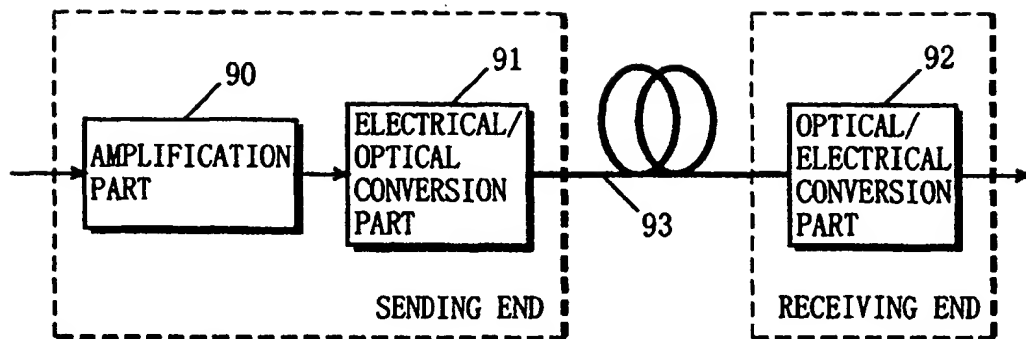 90
AMPLIFICATION
PART
91
ELECTRICAL/
OPTICAL
CONVERSION
PART
93
92
OPTICAL/
ELECTRICAL
CONVERSION
PART
SENDING END
RECEIVING END